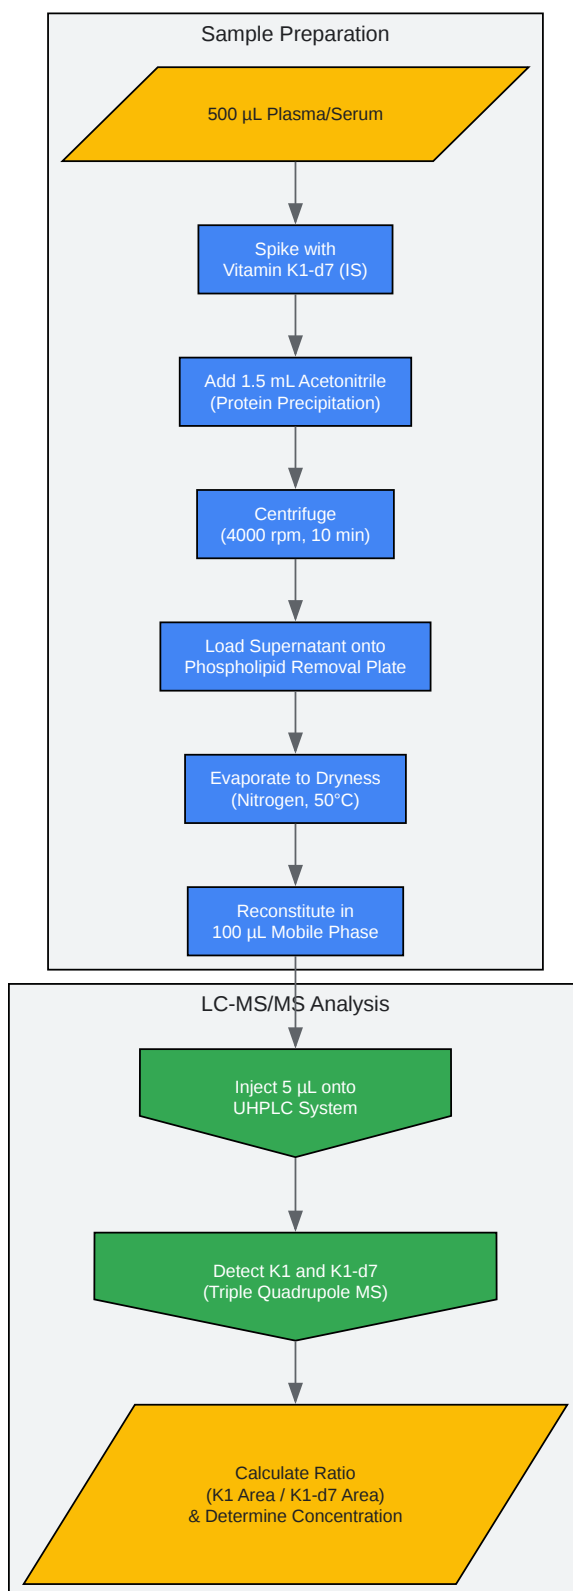 Sample Preparation
500 µL Plasma/Serum
Spike with
Vitamin K1-d7 (IS)
Add 1.5 mL Acetonitrile
(Protein Precipitation)
Centrifuge
(4000 rpm, 10 min)
Load Supernatant onto
Phospholipid Removal Plate
Evaporate to Dryness
(Nitrogen, 50°C)
Reconstitute in
100 µL Mobile Phase
LC-MS/MS Analysis
Inject 5 µL onto
UHPLC System
Detect K1 and K1-d7
(Triple Quadrupole MS)
Calculate Ratio
(K1 Area / K1-d7 Area)
& Determine Concentration